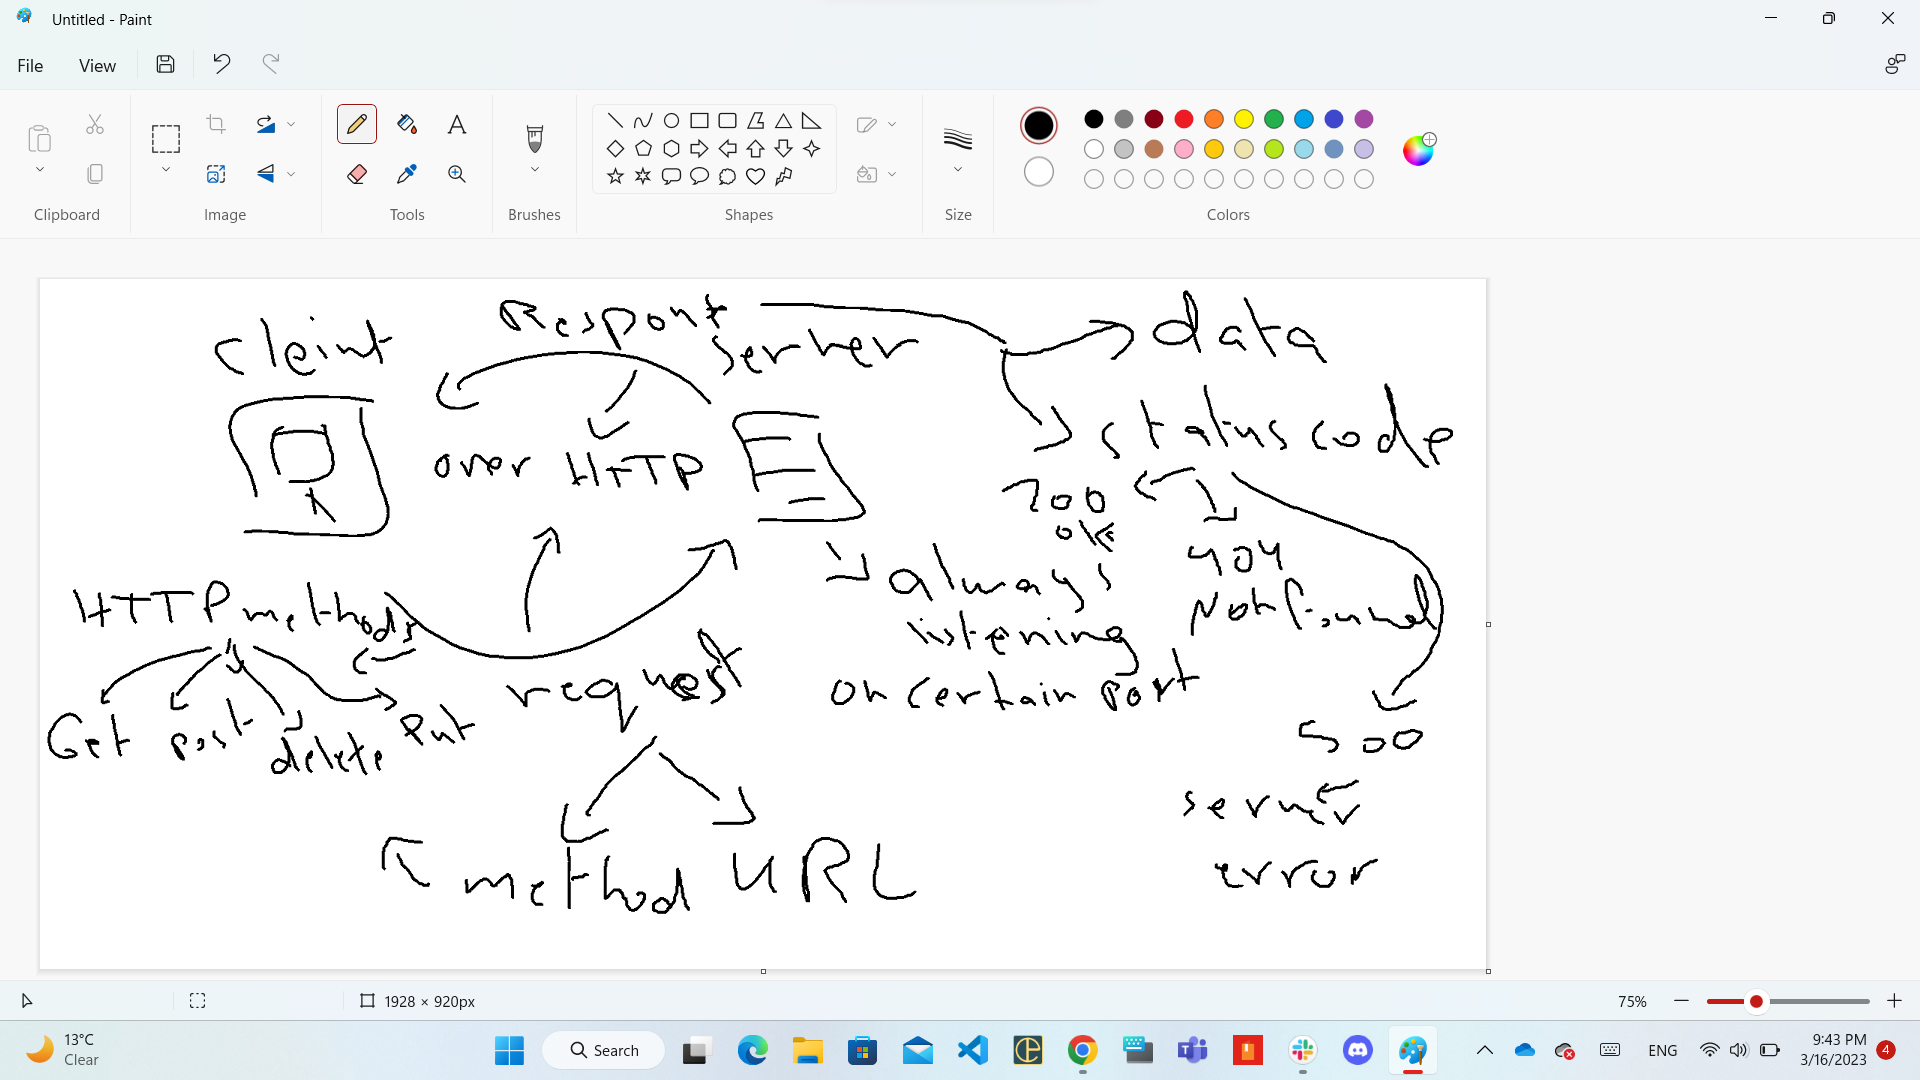 Untitled - Paint
File
View
Clipboard
Image
Tools
Brushes
Shapes
Size
Colors
cleint
Respont
server
data
status code
over HTTP
200
ok
404
Not found
always
listening
on certain port
HTTP methods
request
Get
post
delete
Put
500
server
error
method
URL
1928 × 920px
75%
13°C
Clear
Search
ENG
9:43 PM
3/16/2023
4